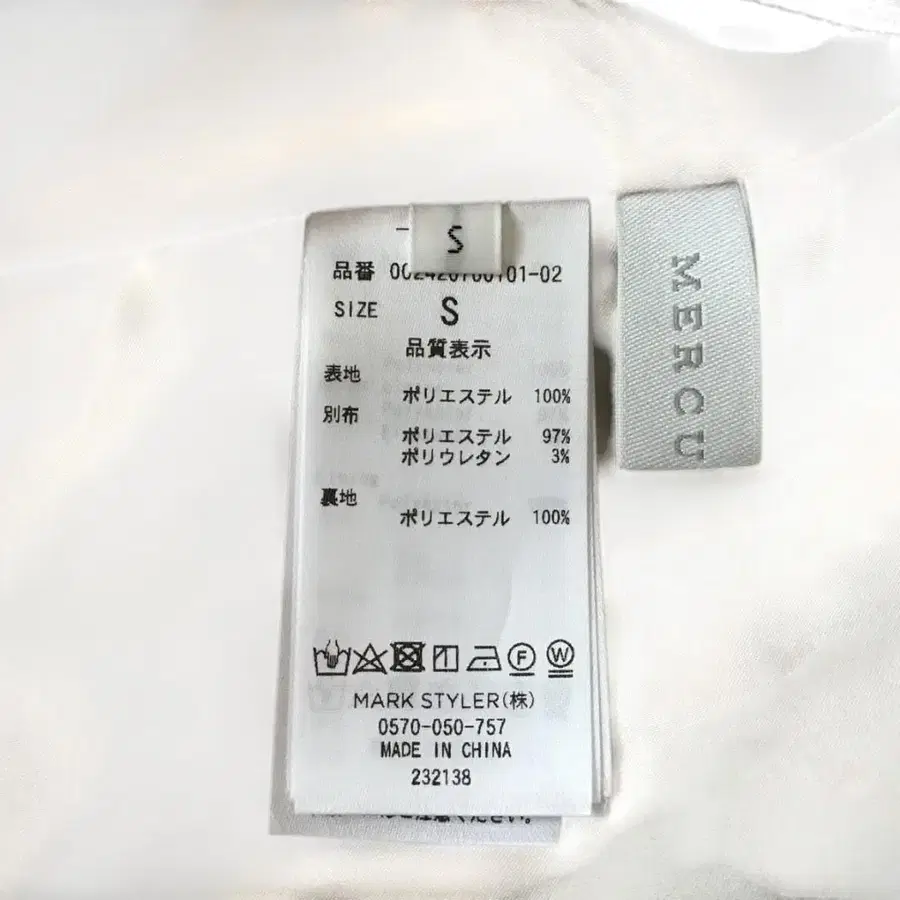 S
品番
SIZE S
品質表示
表地
ポリエステル 100%
別布
ポリエステル 97%
ポリウレタン 3%
裏地
ポリエステル 100%
MARK STYLER(株)
0570-050-757
MADE IN CHINA
232138
MERCU